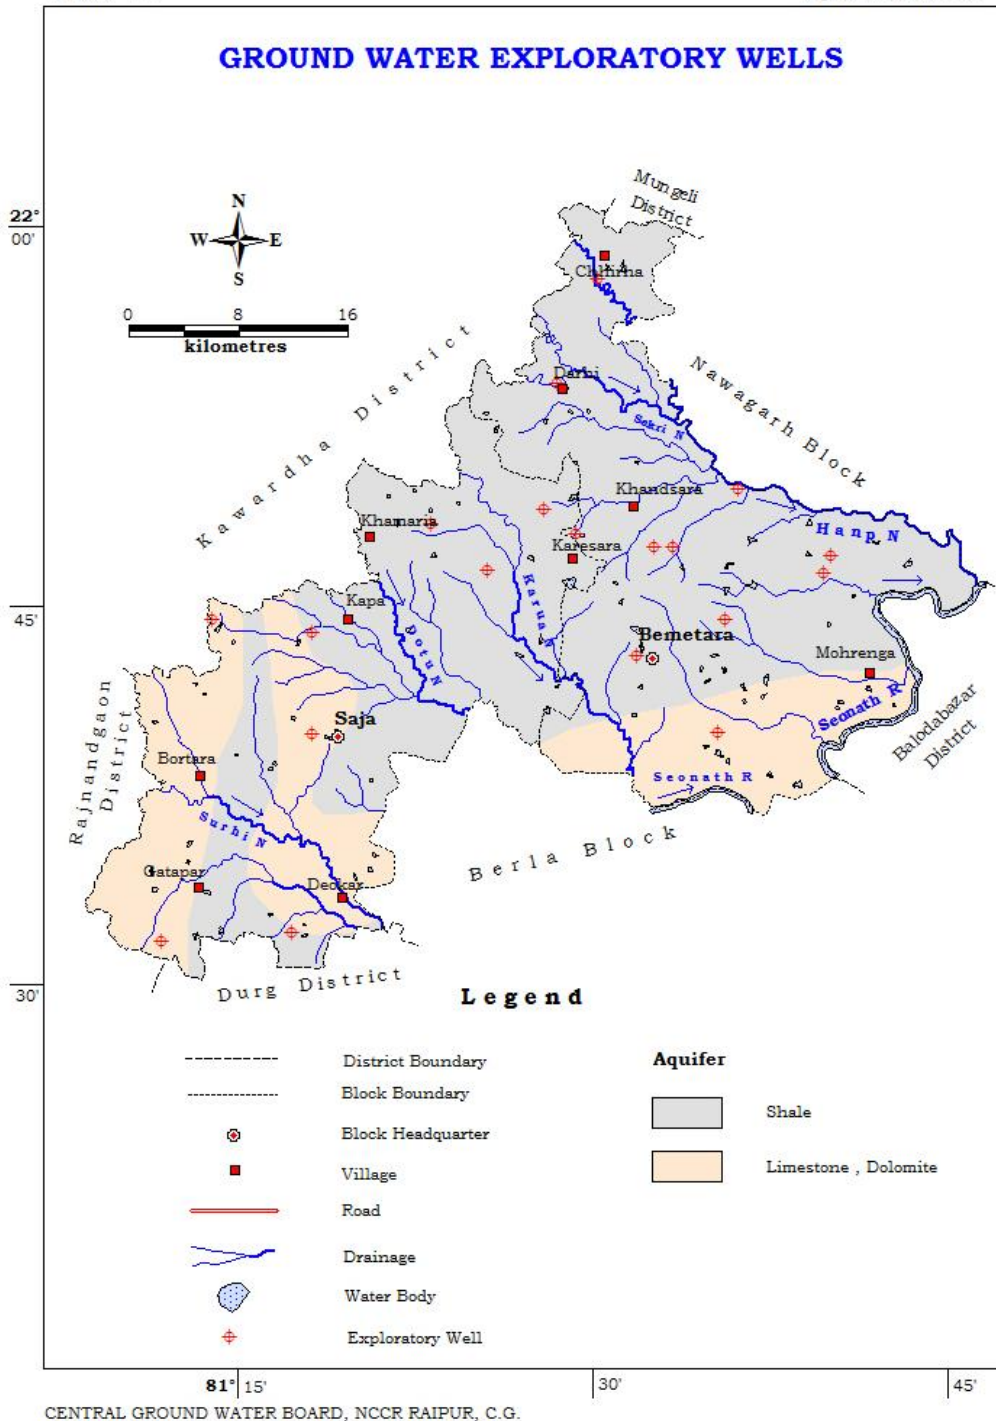 GROUND WATER EXPLORATORY WELLS
Mungeli
District
22°
00'
N
W E
S
Chhirha
0 8 16
kilometres
Kawardha District
Nawagarh Block
Darhi
Sekri N
Khandsara
Khamaria
Hanp N
Karesara
Karua N
45'
Kapa
Dotu N
Bemetara
Mohrenga
Rajnandgaon
District
Saja
Seonath R
Balodabazar
District
Bortara
Seonath R
Surhi N
Berla Block
Gatapar
Deokar
30'
Durg District
Legend
District Boundary
Block Boundary
Block Headquarter
Village
Road
Drainage
Water Body
Exploratory Well
Aquifer
Shale
Limestone , Dolomite
81° 15' 30' 45'
CENTRAL GROUND WATER BOARD, NCCR RAIPUR, C.G.